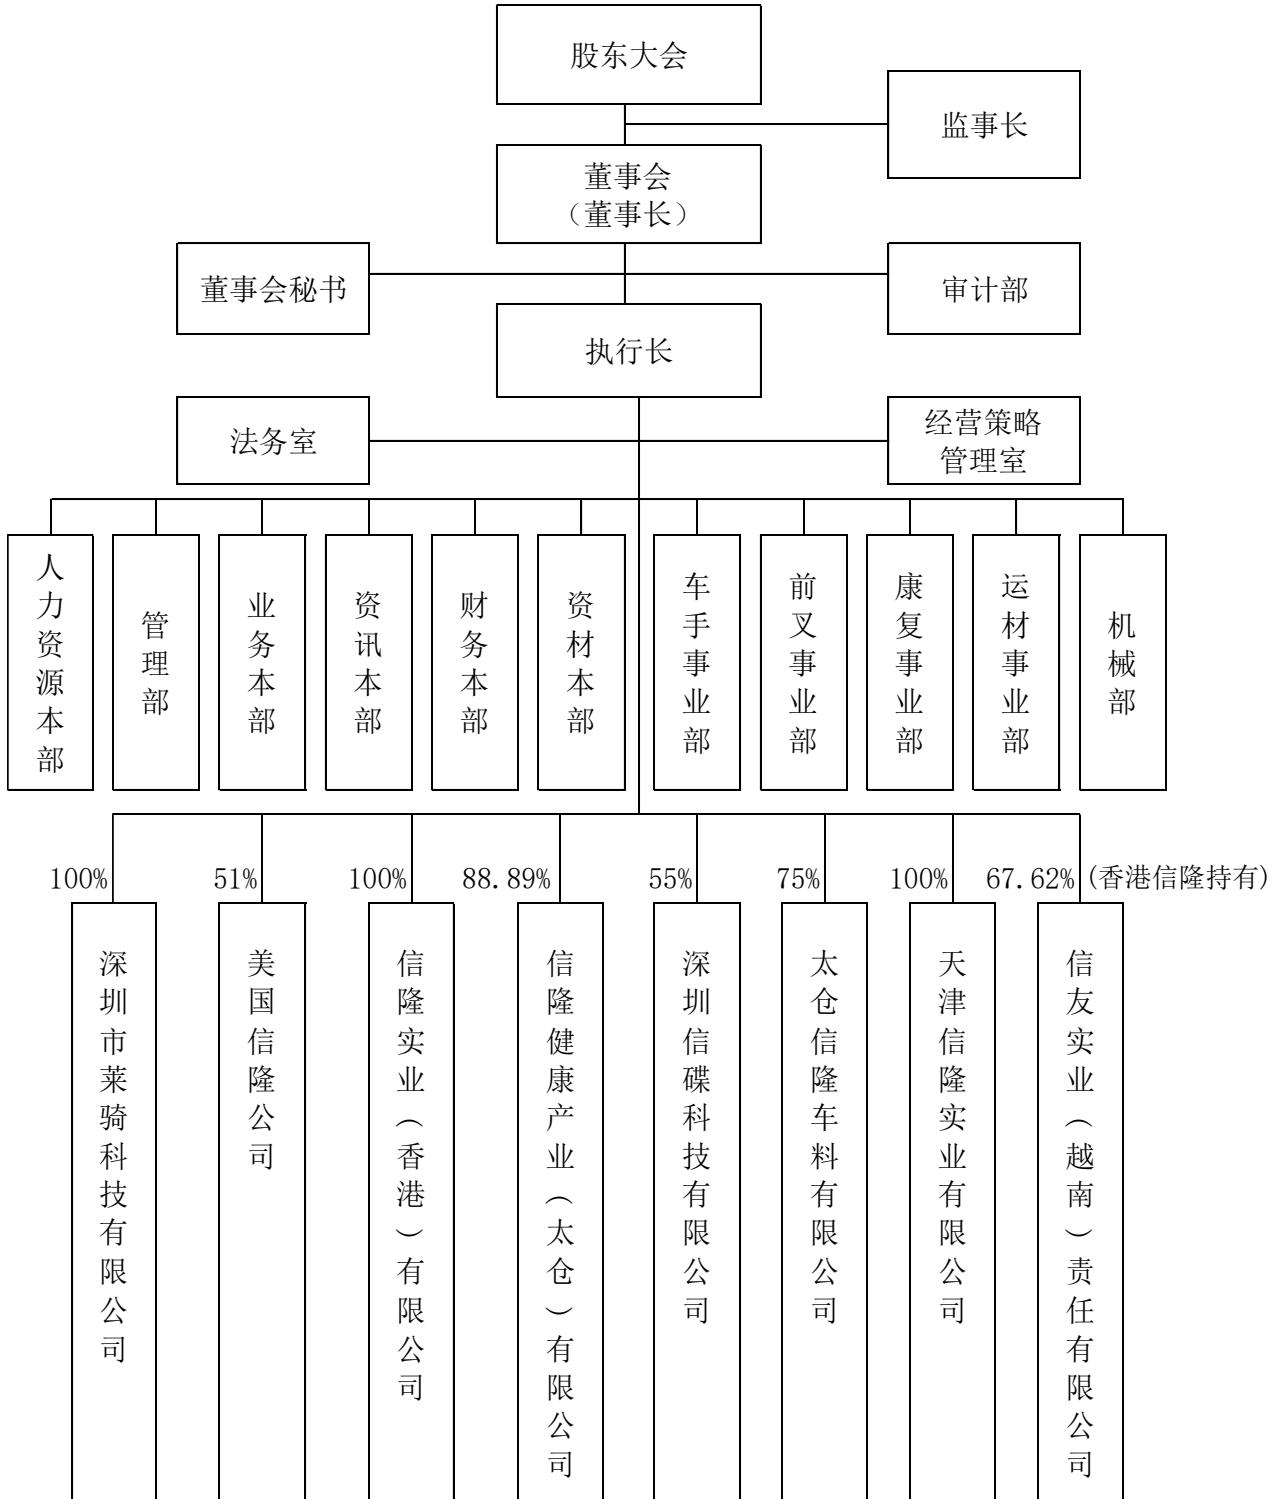 股东大会
监事长
董事会
（董事长）
董事会秘书
审计部
执行长
法务室
经营策略
管理室
人力资源本部
管理部
业务本部
资讯本部
财务本部
资材本部
车手事业部
前叉事业部
康复事业部
运材事业部
机械部
100%
51%
100%
88.89%
55%
75%
100%
67.62%(香港信隆持有)
深圳市莱骑科技有限公司
美国信隆公司
信隆实业（香港）有限公司
信隆健康产业（太仓）有限公司
深圳信碟科技有限公司
太仓信隆车料有限公司
天津信隆实业有限公司
信友实业（越南）责任有限公司